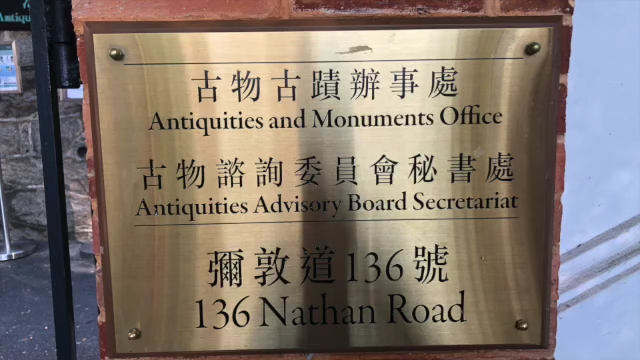 古物古蹟辦事處
Antiquities and Monuments Office
古物諮詢委員會秘書處
Antiquities Advisory Board Secretariat
彌敦道136號
136 Nathan Road